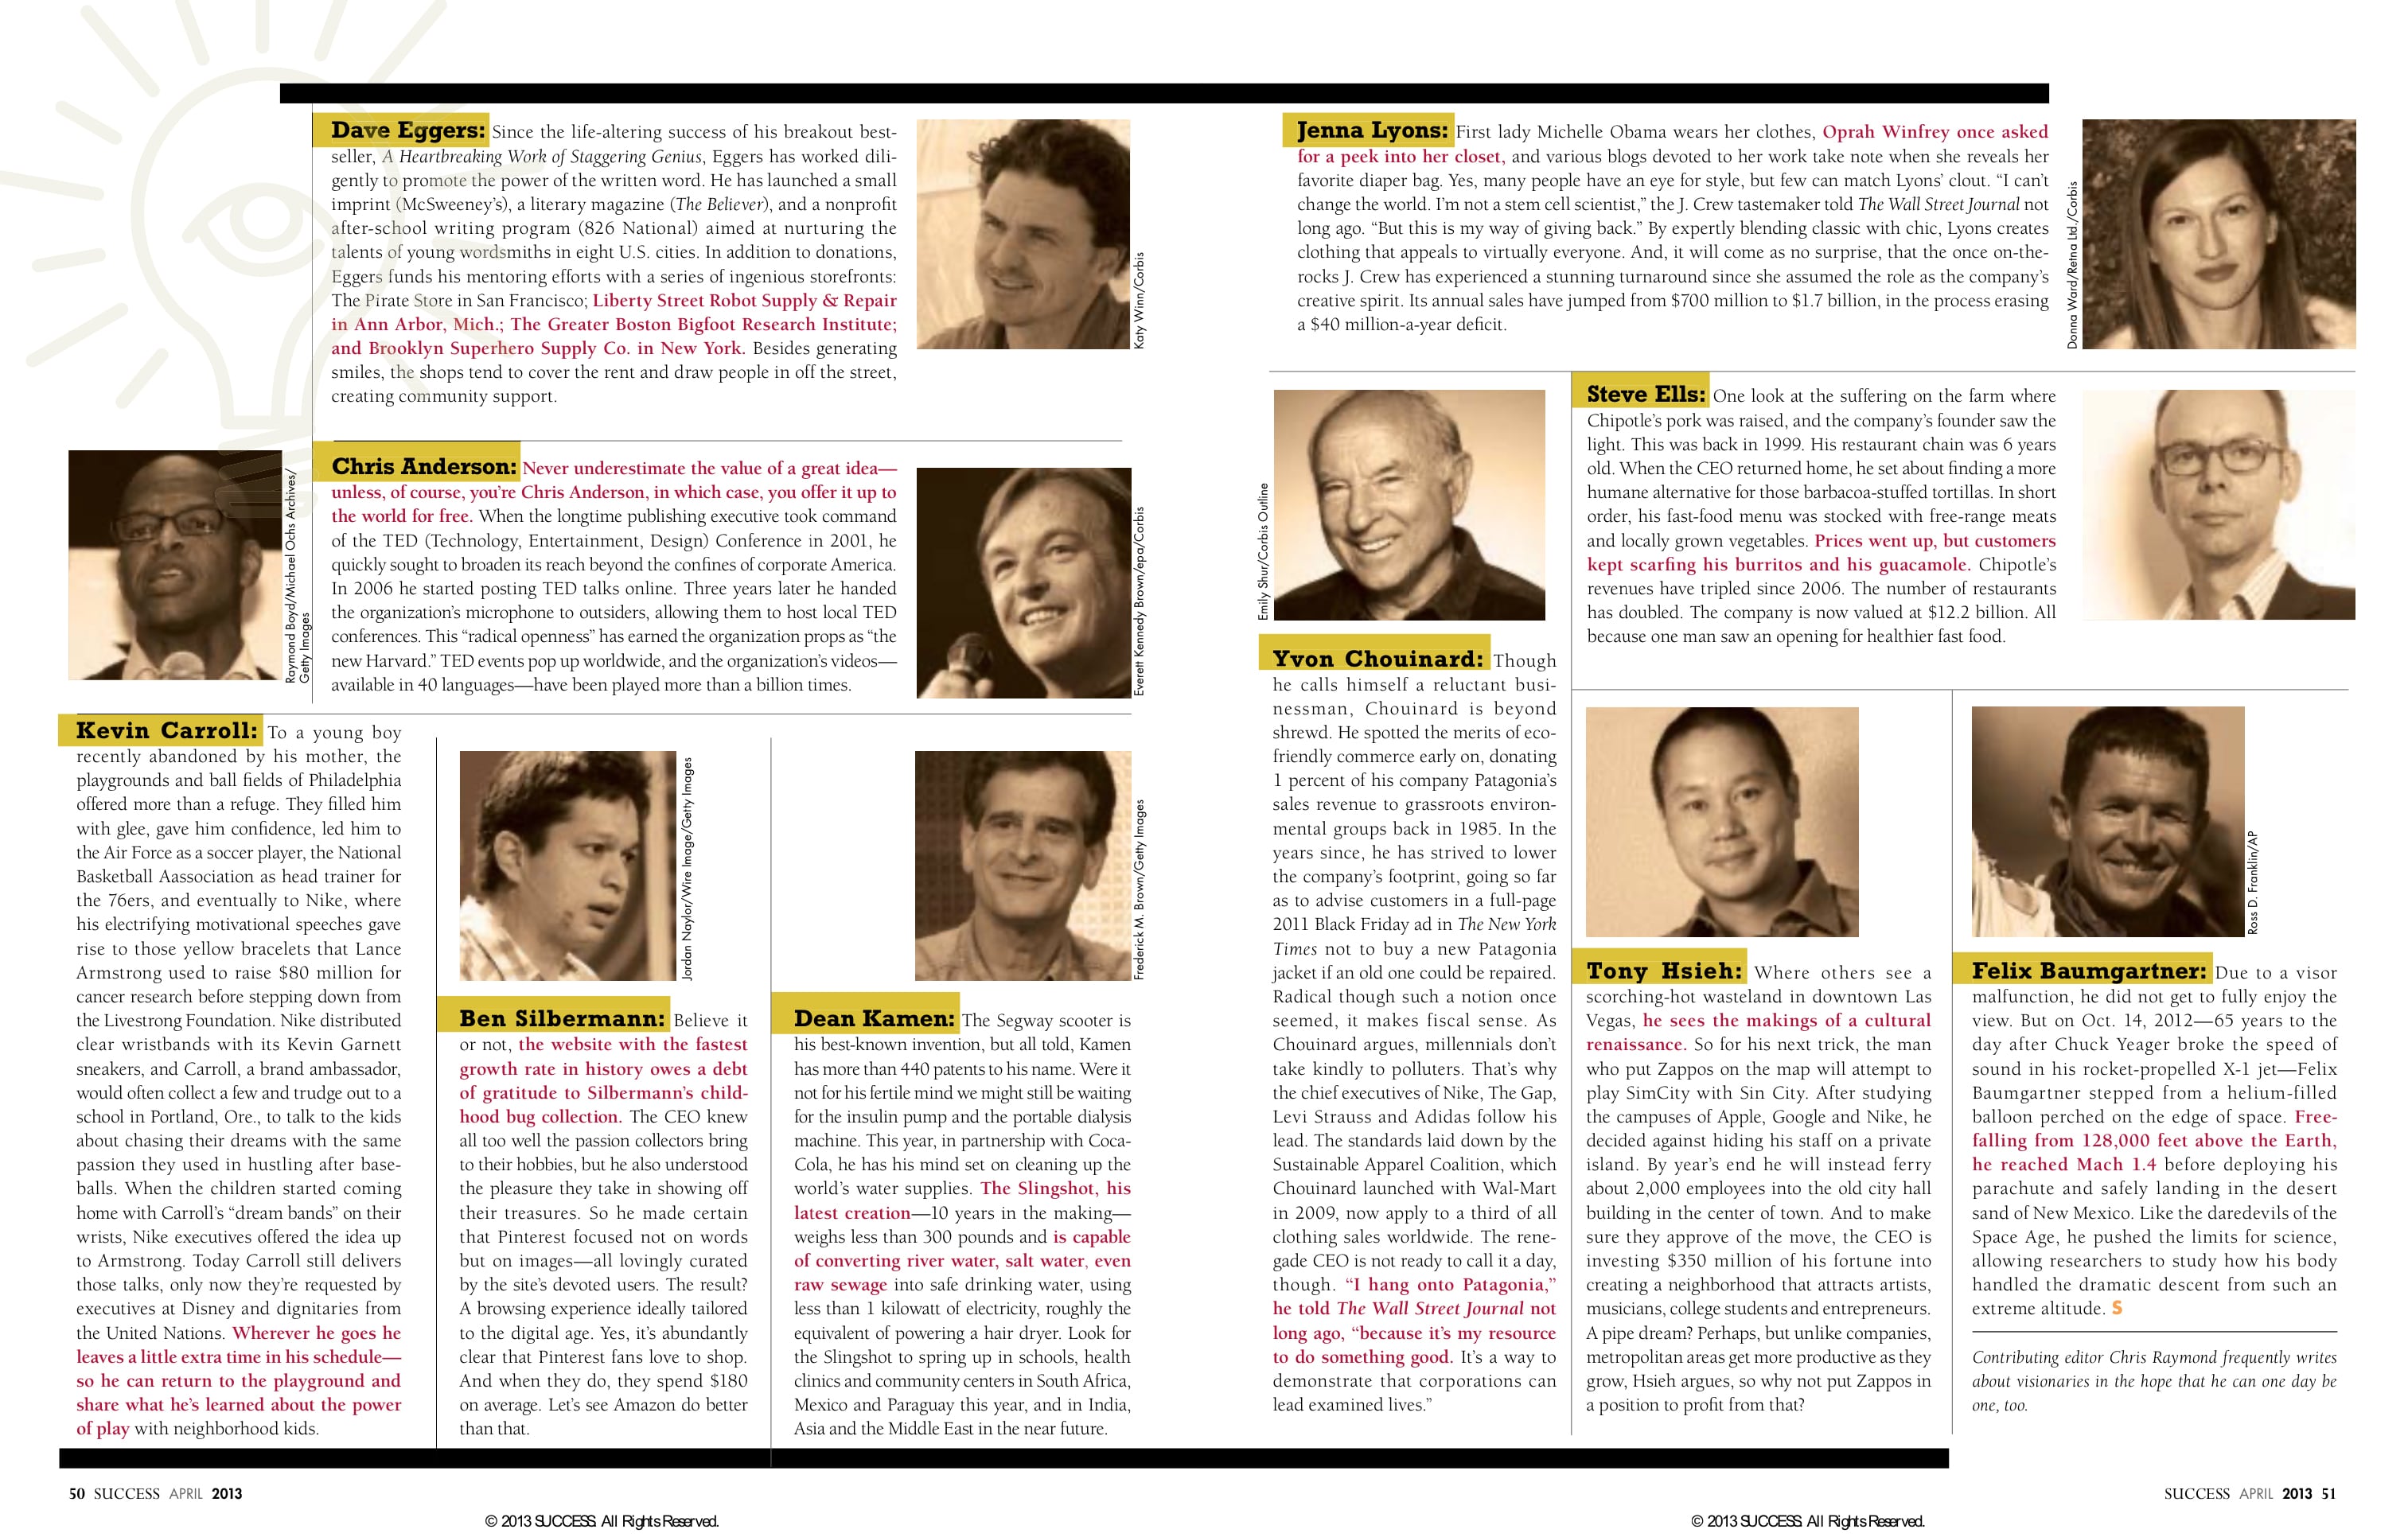 Dave Eggers: Since the life-altering success of his breakout best-
seller, A Heartbreaking Work of Staggering Genius, Eggers has worked dili-
gently to promote the power of the written word. He has launched a small
imprint (McSweeney's), a literary magazine (The Believer), and a nonprofit
after-school writing program (826 National) aimed at nurturing the
talents of young wordsmiths in eight U.S. cities. In addition to donations,
Eggers funds his mentoring efforts with a series of ingenious storefronts:
The Pirate Store in San Francisco; Liberty Street Robot Supply & Repair
in Ann Arbor, Mich.; The Greater Boston Bigfoot Research Institute;
and Brooklyn Superhero Supply Co. in New York. Besides generating
smiles, the shops tend to cover the rent and draw people in off the street,
creating community support.
Katy Winn/Corbis
Raymond Boyd/Michael Ochs Archives/
Getty Images
Chris Anderson: Never underestimate the value of a great idea—
unless, of course, you're Chris Anderson, in which case, you offer it up to
the world for free. When the longtime publishing executive took command
of the TED (Technology, Entertainment, Design) Conference in 2001, he
quickly sought to broaden its reach beyond the confines of corporate America.
In 2006 he started posting TED talks online. Three years later he handed
the organization's microphone to outsiders, allowing them to host local TED
conferences. This "radical openness" has earned the organization props as "the
new Harvard." TED events pop up worldwide, and the organization's videos—
available in 40 languages—have been played more than a billion times.
Everett Kennedy Brown/epa/Corbis
Kevin Carroll: To a young boy
recently abandoned by his mother, the
playgrounds and ball fields of Philadelphia
offered more than a refuge. They filled him
with glee, gave him confidence, led him to
the Air Force as a soccer player, the National
Basketball Aassociation as head trainer for
the 76ers, and eventually to Nike, where
his electrifying motivational speeches gave
rise to those yellow bracelets that Lance
Armstrong used to raise $80 million for
cancer research before stepping down from
the Livestrong Foundation. Nike distributed
clear wristbands with its Kevin Garnett
sneakers, and Carroll, a brand ambassador,
would often collect a few and trudge out to a
school in Portland, Ore., to talk to the kids
about chasing their dreams with the same
passion they used in hustling after base-
balls. When the children started coming
home with Carroll's "dream bands" on their
wrists, Nike executives offered the idea up
to Armstrong. Today Carroll still delivers
those talks, only now they're requested by
executives at Disney and dignitaries from
the United Nations. Wherever he goes he
leaves a little extra time in his schedule—
so he can return to the playground and
share what he's learned about the power
of play with neighborhood kids.
Jordan Naylor/Wire Image/Getty Images
Ben Silbermann: Believe it
or not, the website with the fastest
growth rate in history owes a debt
of gratitude to Silbermann's child-
hood bug collection. The CEO knew
all too well the passion collectors bring
to their hobbies, but he also understood
the pleasure they take in showing off
their treasures. So he made certain
that Pinterest focused not on words
but on images—all lovingly curated
by the site's devoted users. The result?
A browsing experience ideally tailored
to the digital age. Yes, it's abundantly
clear that Pinterest fans love to shop.
And when they do, they spend $180
on average. Let's see Amazon do better
than that.
Frederick M. Brown/Getty Images
Dean Kamen: The Segway scooter is
his best-known invention, but all told, Kamen
has more than 440 patents to his name. Were it
not for his fertile mind we might still be waiting
for the insulin pump and the portable dialysis
machine. This year, in partnership with Coca-
Cola, he has his mind set on cleaning up the
world's water supplies. The Slingshot, his
latest creation—10 years in the making—
weighs less than 300 pounds and is capable
of converting river water, salt water, even
raw sewage into safe drinking water, using
less than 1 kilowatt of electricity, roughly the
equivalent of powering a hair dryer. Look for
the Slingshot to spring up in schools, health
clinics and community centers in South Africa,
Mexico and Paraguay this year, and in India,
Asia and the Middle East in the near future.
50 SUCCESS APRIL 2013
© 2013 SUCCESS. All Rights Reserved.
Jenna Lyons: First lady Michelle Obama wears her clothes, Oprah Winfrey once asked
for a peek into her closet, and various blogs devoted to her work take note when she reveals her
favorite diaper bag. Yes, many people have an eye for style, but few can match Lyons' clout. "I can't
change the world. I'm not a stem cell scientist," the J. Crew tastemaker told The Wall Street Journal not
long ago. "But this is my way of giving back." By expertly blending classic with chic, Lyons creates
clothing that appeals to virtually everyone. And, it will come as no surprise, that the once on-the-
rocks J. Crew has experienced a stunning turnaround since she assumed the role as the company's
creative spirit. Its annual sales have jumped from $700 million to $1.7 billion, in the process erasing
a $40 million-a-year deficit.
Donna Ward/Retna Ltd./Corbis
Emily Shur/Corbis Outline
Yvon Chouinard: Though
he calls himself a reluctant busi-
nessman, Chouinard is beyond
shrewd. He spotted the merits of eco-
friendly commerce early on, donating
1 percent of his company Patagonia's
sales revenue to grassroots environ-
mental groups back in 1985. In the
years since, he has strived to lower
the company's footprint, going so far
as to advise customers in a full-page
2011 Black Friday ad in The New York
Times not to buy a new Patagonia
jacket if an old one could be repaired.
Radical though such a notion once
seemed, it makes fiscal sense. As
Chouinard argues, millennials don't
take kindly to polluters. That's why
the chief executives of Nike, The Gap,
Levi Strauss and Adidas follow his
lead. The standards laid down by the
Sustainable Apparel Coalition, which
Chouinard launched with Wal-Mart
in 2009, now apply to a third of all
clothing sales worldwide. The rene-
gade CEO is not ready to call it a day,
though. "I hang onto Patagonia,"
he told The Wall Street Journal not
long ago, "because it's my resource
to do something good. It's a way to
demonstrate that corporations can
lead examined lives."
Steve Ells: One look at the suffering on the farm where
Chipotle's pork was raised, and the company's founder saw the
light. This was back in 1999. His restaurant chain was 6 years
old. When the CEO returned home, he set about finding a more
humane alternative for those barbacoa-stuffed tortillas. In short
order, his fast-food menu was stocked with free-range meats
and locally grown vegetables. Prices went up, but customers
kept scarfing his burritos and his guacamole. Chipotle's
revenues have tripled since 2006. The number of restaurants
has doubled. The company is now valued at $12.2 billion. All
because one man saw an opening for healthier fast food.
Tony Hsieh: Where others see a
scorching-hot wasteland in downtown Las
Vegas, he sees the makings of a cultural
renaissance. So for his next trick, the man
who put Zappos on the map will attempt to
play SimCity with Sin City. After studying
the campuses of Apple, Google and Nike, he
decided against hiding his staff on a private
island. By year's end he will instead ferry
about 2,000 employees into the old city hall
building in the center of town. And to make
sure they approve of the move, the CEO is
investing $350 million of his fortune into
creating a neighborhood that attracts artists,
musicians, college students and entrepreneurs.
A pipe dream? Perhaps, but unlike companies,
metropolitan areas get more productive as they
grow, Hsieh argues, so why not put Zappos in
a position to profit from that?
Ross D. Franklin/AP
Felix Baumgartner: Due to a visor
malfunction, he did not get to fully enjoy the
view. But on Oct. 14, 2012—65 years to the
day after Chuck Yeager broke the speed of
sound in his rocket-propelled X-1 jet—Felix
Baumgartner stepped from a helium-filled
balloon perched on the edge of space. Free-
falling from 128,000 feet above the Earth,
he reached Mach 1.4 before deploying his
parachute and safely landing in the desert
sand of New Mexico. Like the daredevils of the
Space Age, he pushed the limits for science,
allowing researchers to study how his body
handled the dramatic descent from such an
extreme altitude. S
Contributing editor Chris Raymond frequently writes
about visionaries in the hope that he can one day be
one, too.
SUCCESS APRIL 2013 51
© 2013 SUCCESS. All Rights Reserved.